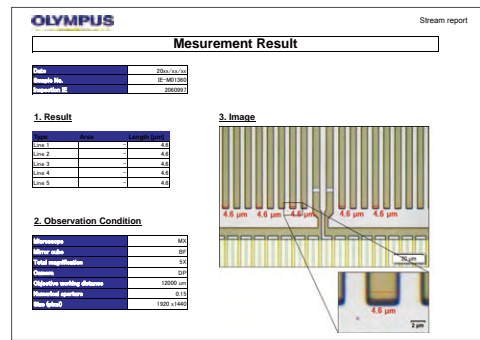 OLYMPUS
Stream report
Mesurement Result
Date 20xx/xx/xx
Sample No. IE-M01360
Inspection IE 2060997
1. Result
Type Area Length [µm]
Line 1 - 4.6
Line 2 - 4.6
Line 3 - 4.6
Line 4 - 4.6
Line 5 - 4.6
2. Observation Condition
Microscope MX
Mirror cube BF
Total magnification 5X
Camera DP
Objective working distance 12000 um
Numerical aperture 0.15
Size (pixel) 1920 x1440
3. Image
4.6 µm 4.6 µm 4.6 µm 4.6 µm 4.6 µm
20 µm
4.6 µm
2 µm